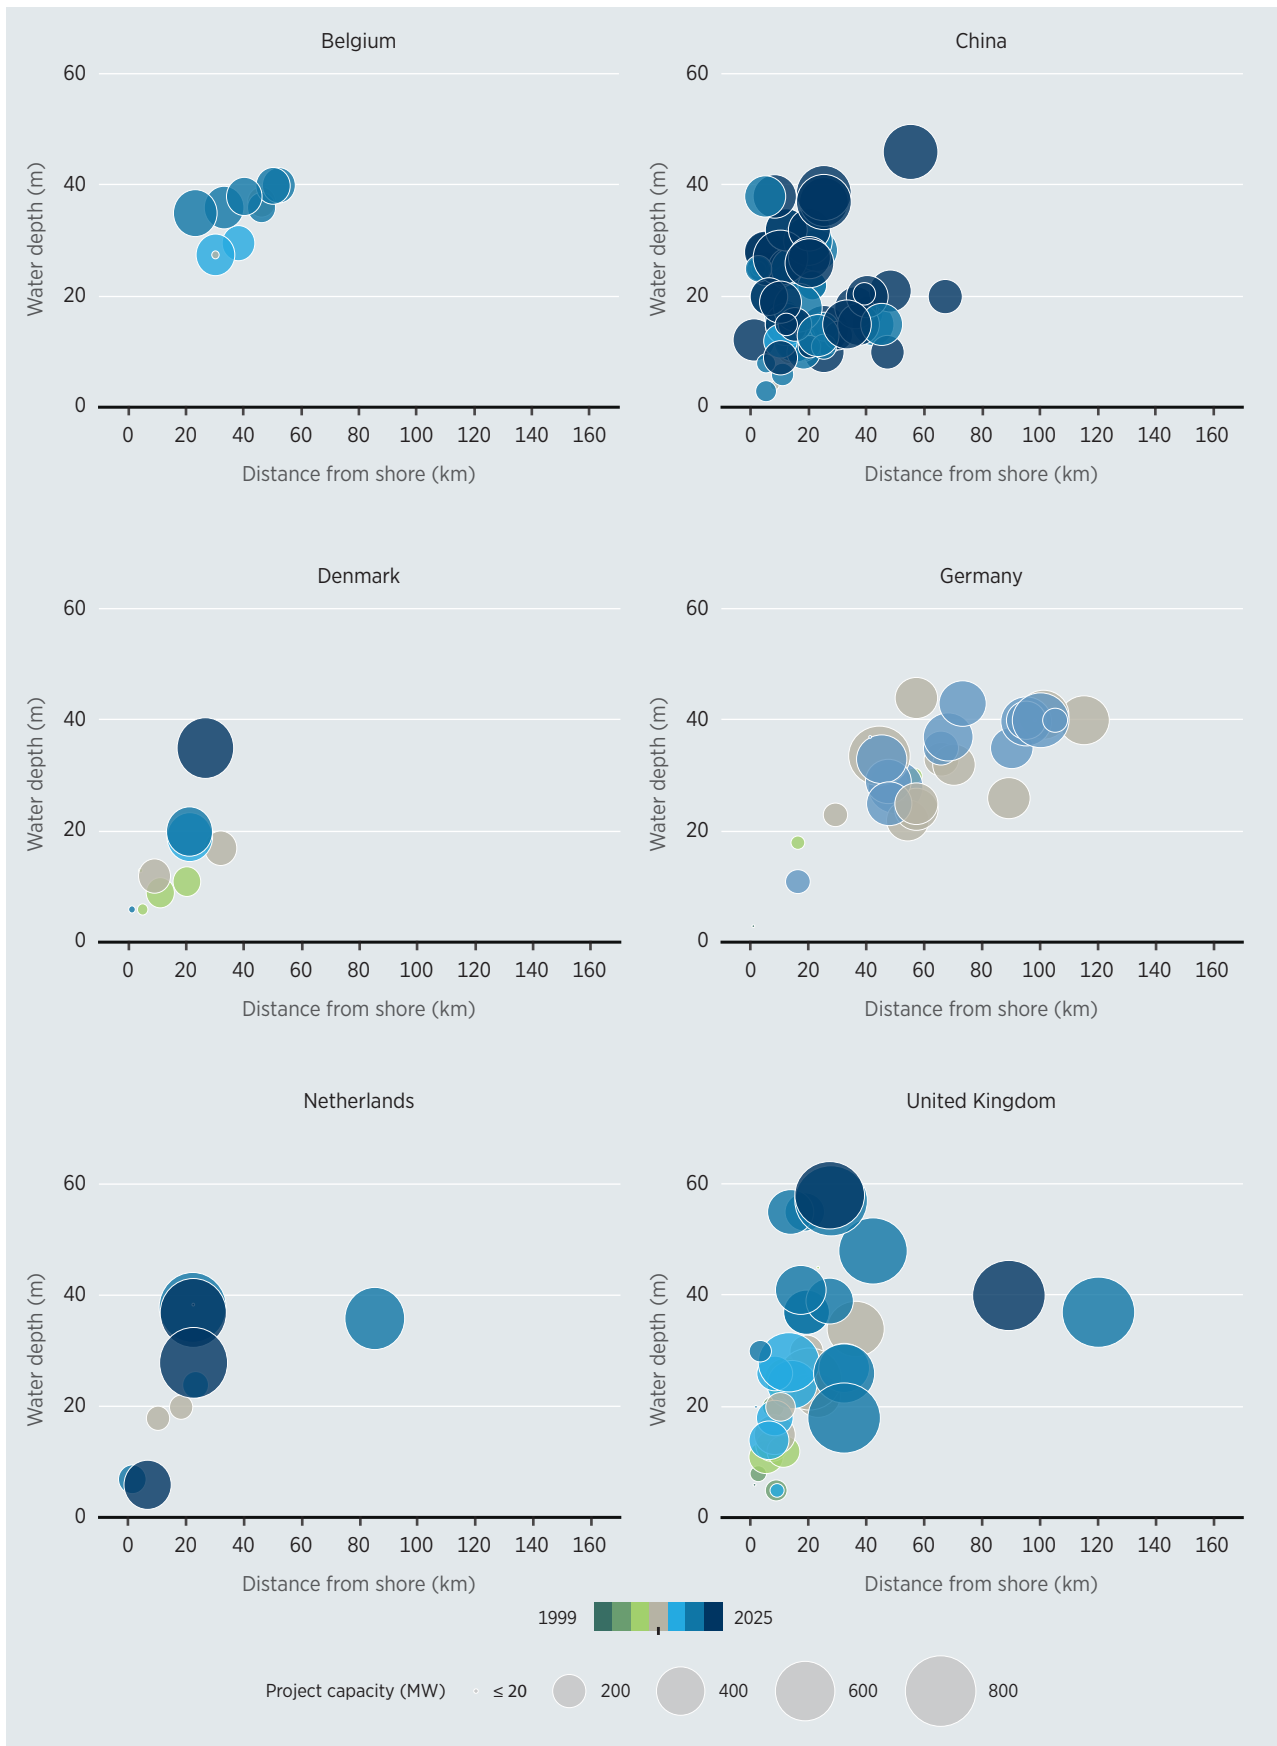 Belgium
60
40
20
0
Water depth (m)
0 20 40 60 80 100 120 140 160
Distance from shore (km)
China
60
40
20
0
Water depth (m)
0 20 40 60 80 100 120 140 160
Distance from shore (km)
Denmark
60
40
20
0
Water depth (m)
0 20 40 60 80 100 120 140 160
Distance from shore (km)
Germany
60
40
20
0
Water depth (m)
0 20 40 60 80 100 120 140 160
Distance from shore (km)
Netherlands
60
40
20
0
Water depth (m)
0 20 40 60 80 100 120 140 160
Distance from shore (km)
United Kingdom
60
40
20
0
Water depth (m)
0 20 40 60 80 100 120 140 160
Distance from shore (km)
1999 2025
Project capacity (MW) ≤ 20 200 400 600 800